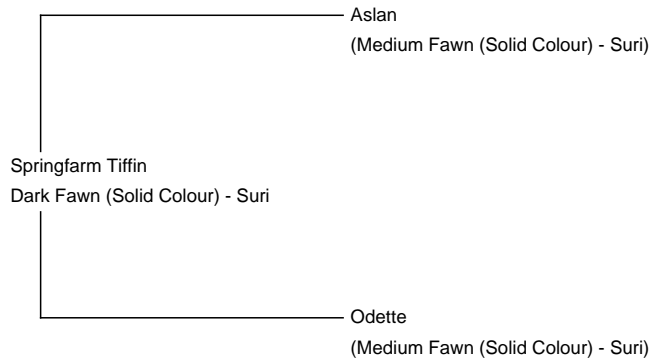 Aslan
(Medium Fawn (Solid Colour) - Suri)
Springfarm Tiffin
Dark Fawn (Solid Colour) - Suri
Odette
(Medium Fawn (Solid Colour) - Suri)